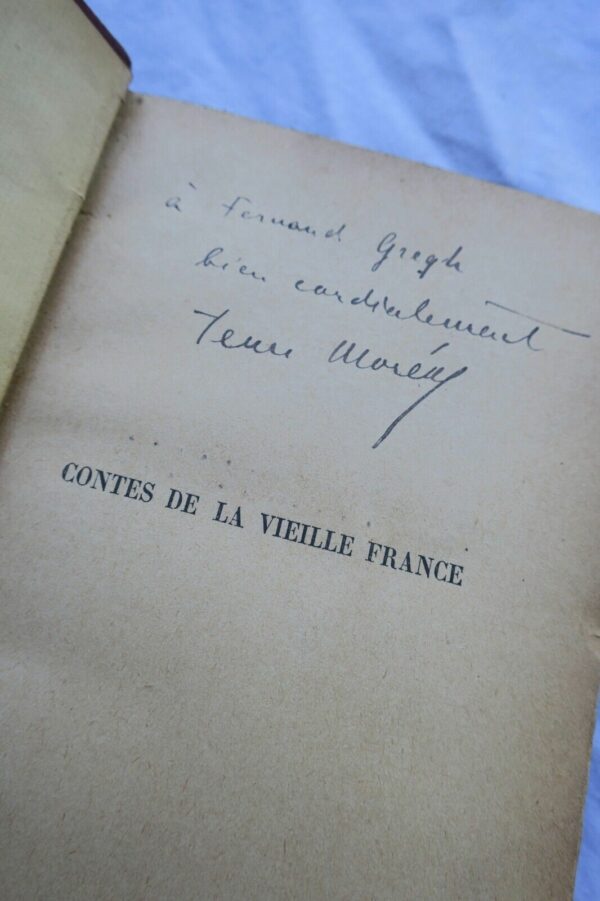 à Fernand Gregh
bien cordialement
Jean Moréas
CONTES DE LA VIEILLE FRANCE